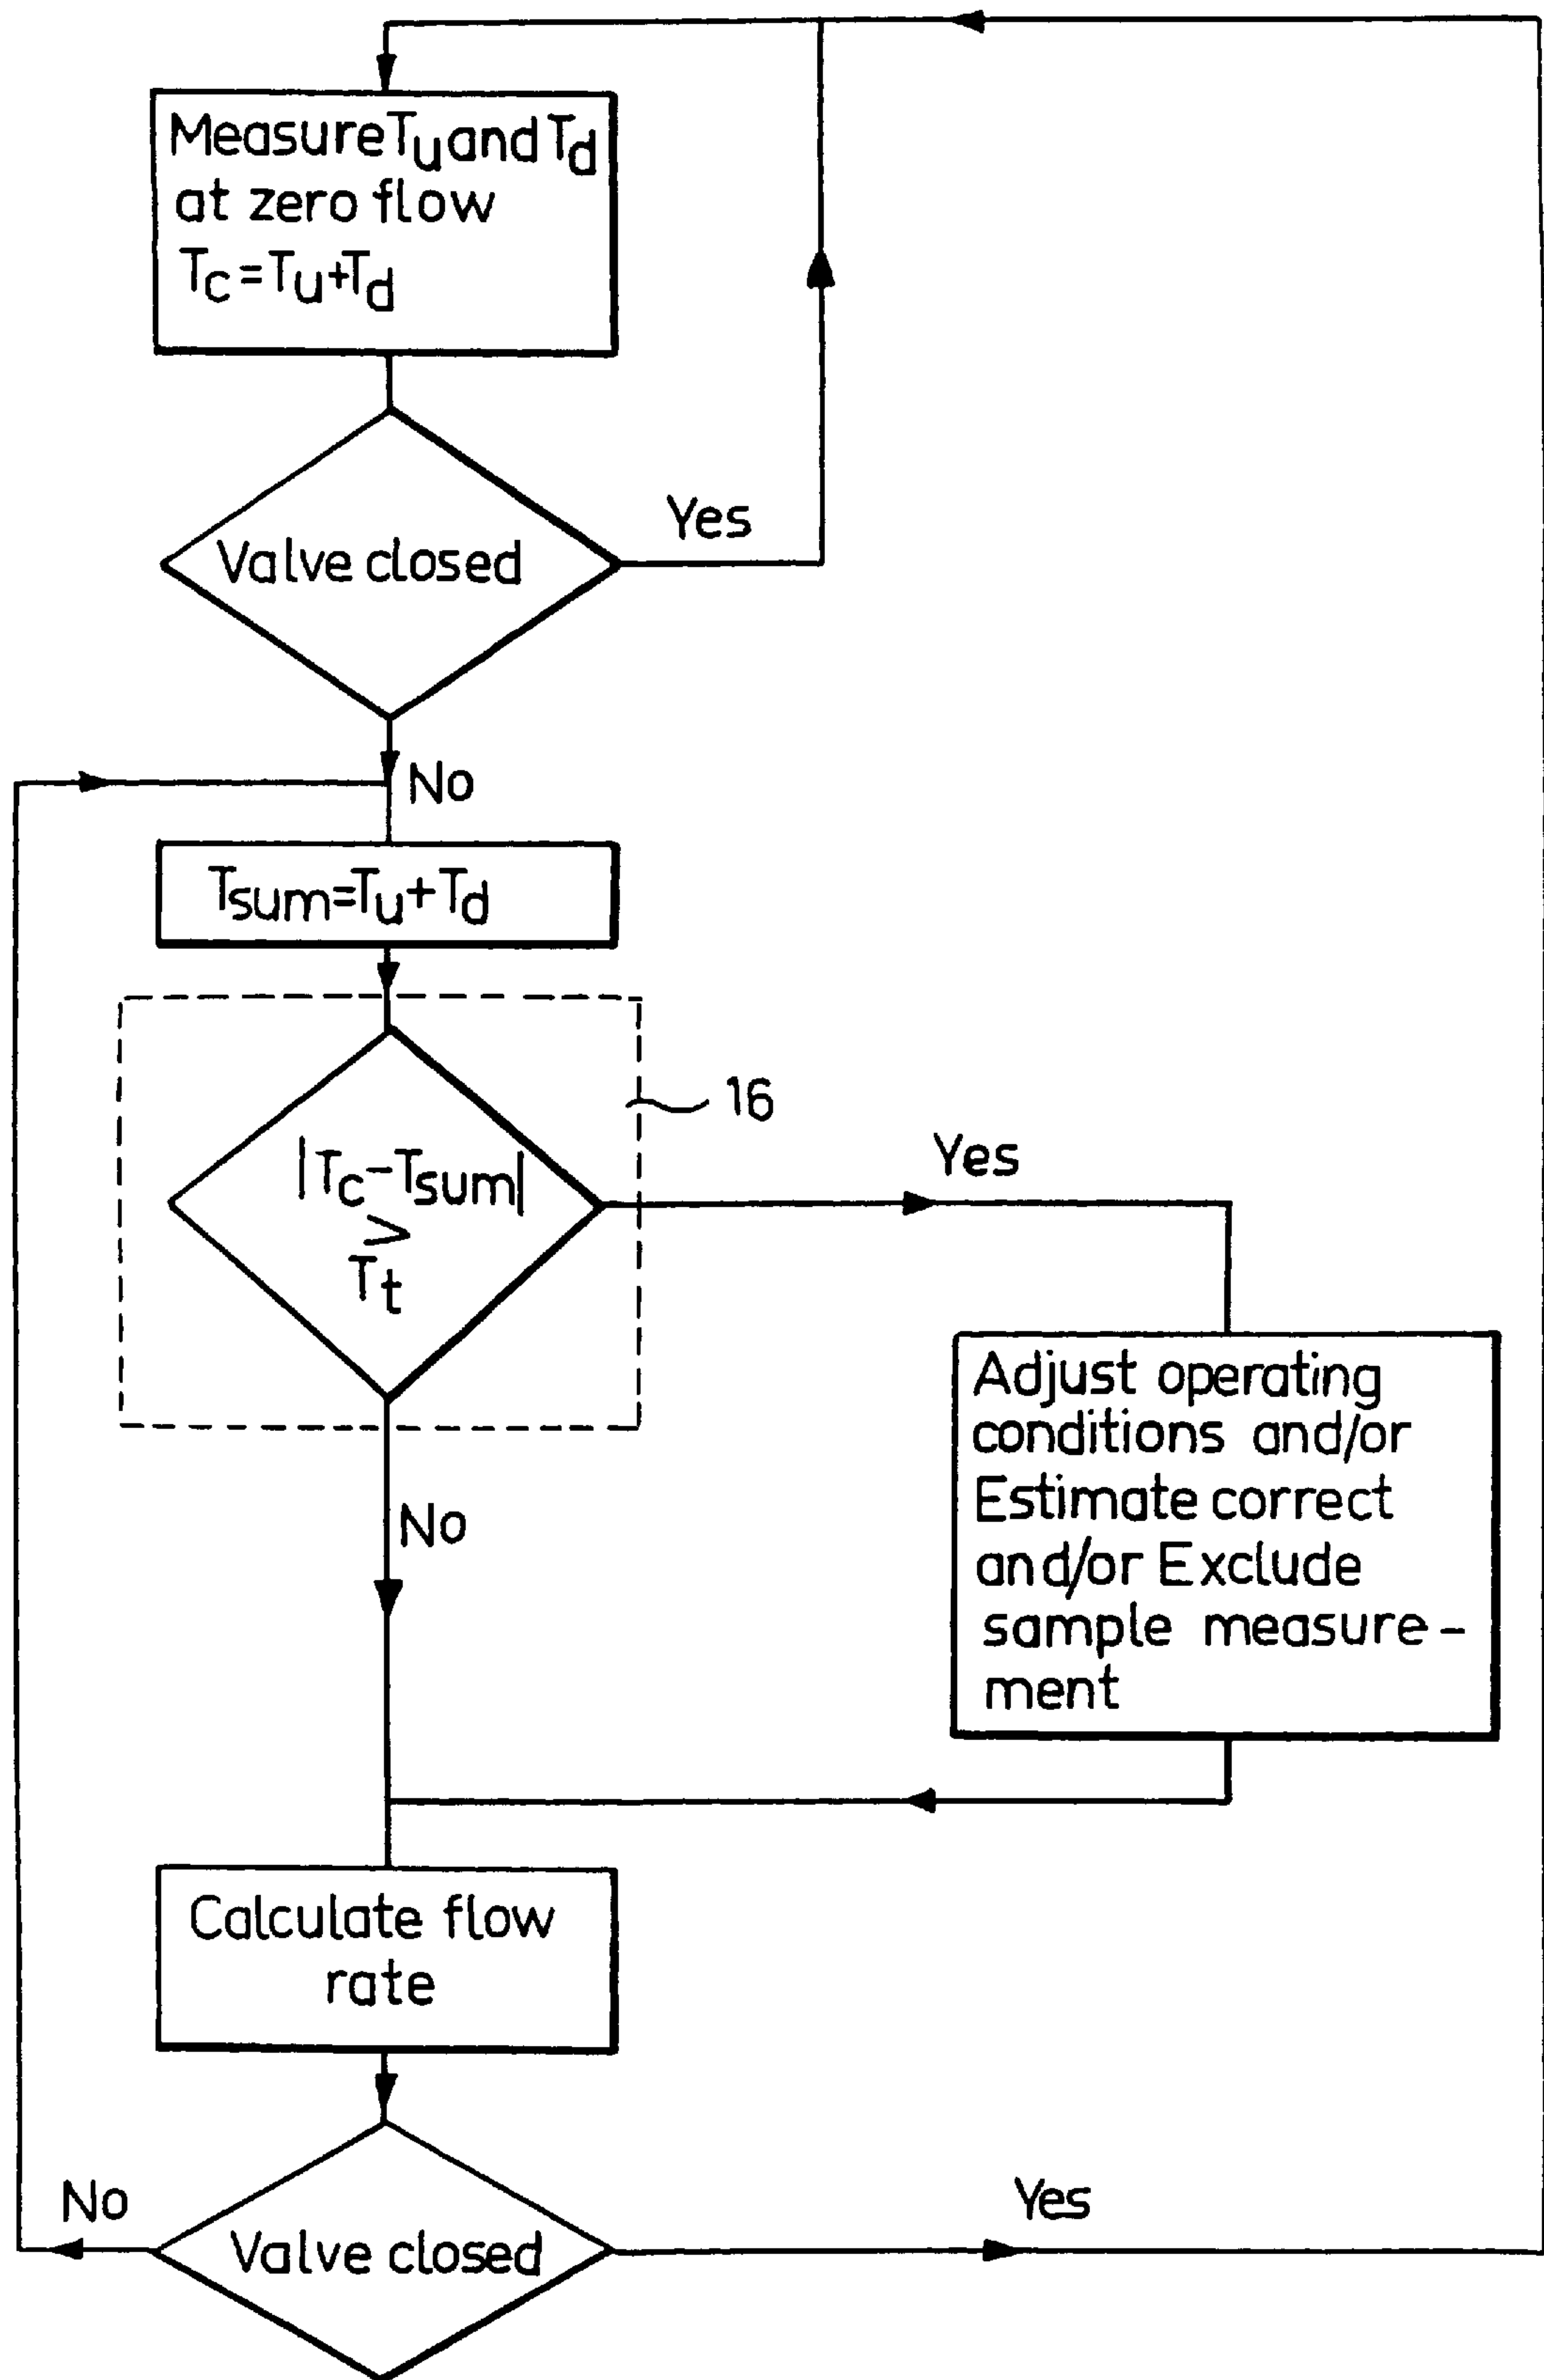 Measure Tu and Td
at zero flow
Tc=Tu+Td
Valve closed
Yes
No
Tsum=Tu+Td
16
|Tc-Tsum|
>
Tt
Yes
No
Adjust operating
conditions and/or
Estimate correct
and/or Exclude
sample measure-
ment
Calculate flow
rate
Valve closed
No
Yes